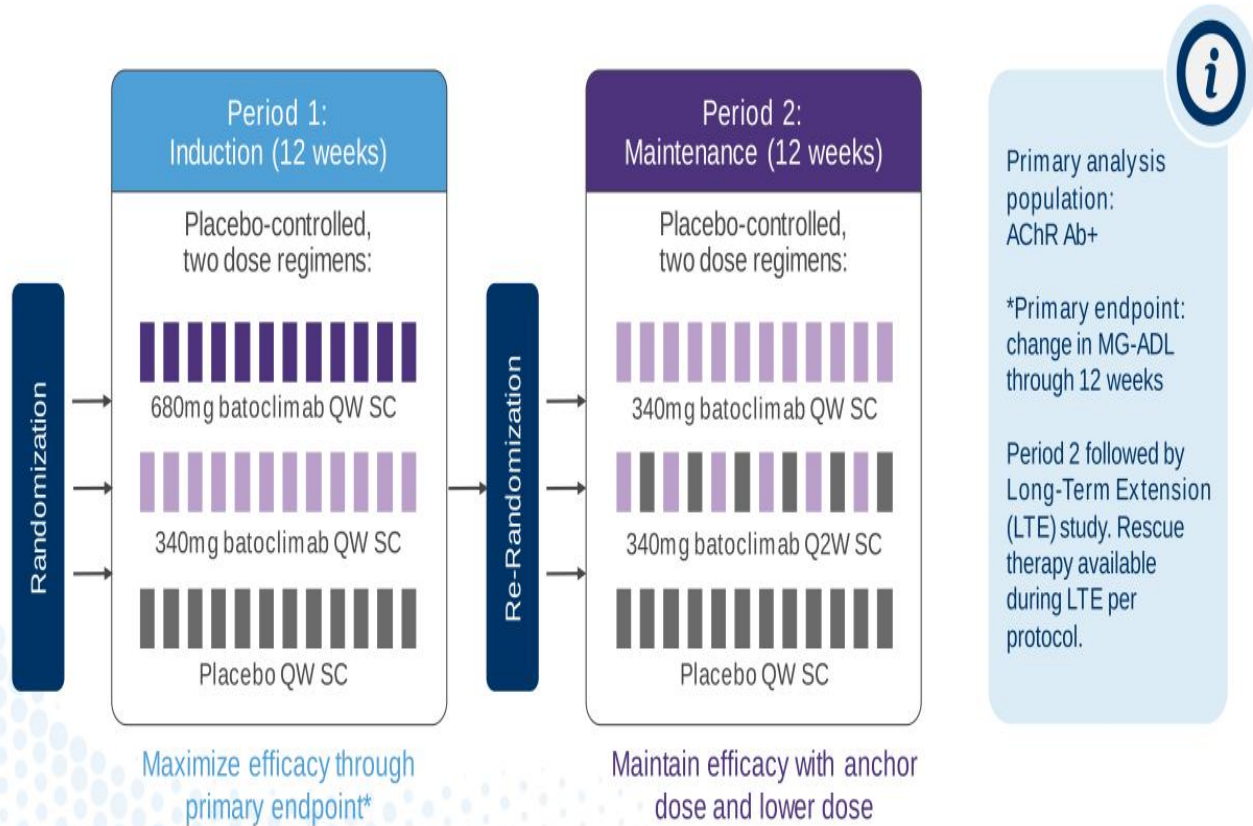 Randomization
Period 1:
Induction (12 weeks)
Placebo-controlled,
two dose regimens:
680mg batoclimab QW SC
340mg batoclimab QW SC
Placebo QW SC
Maximize efficacy through
primary endpoint*
Re-Randomization
Period 2:
Maintenance (12 weeks)
Placebo-controlled,
two dose regimens:
340mg batoclimab QW SC
340mg batoclimab Q2W SC
Placebo QW SC
Maintain efficacy with anchor
dose and lower dose
i
Primary analysis
population:
AChR Ab+
*Primary endpoint:
change in MG-ADL
through 12 weeks
Period 2 followed by
Long-Term Extension
(LTE) study. Rescue
therapy available
during LTE per
protocol.